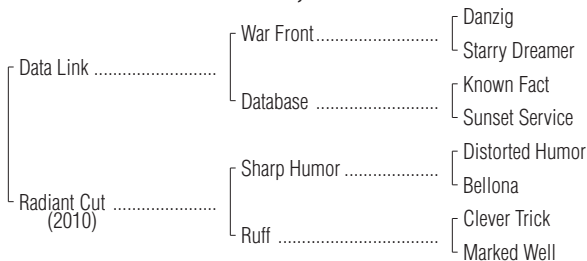 Danzig
War Front........................................
Starry Dreamer
Data Link ........................
Known Fact
Database ........................................
Sunset Service
Distorted Humor
Sharp Humor ..............................
Bellona
Radiant Cut ....................
(2010)
Clever Trick
Ruff ........................................
Marked Well